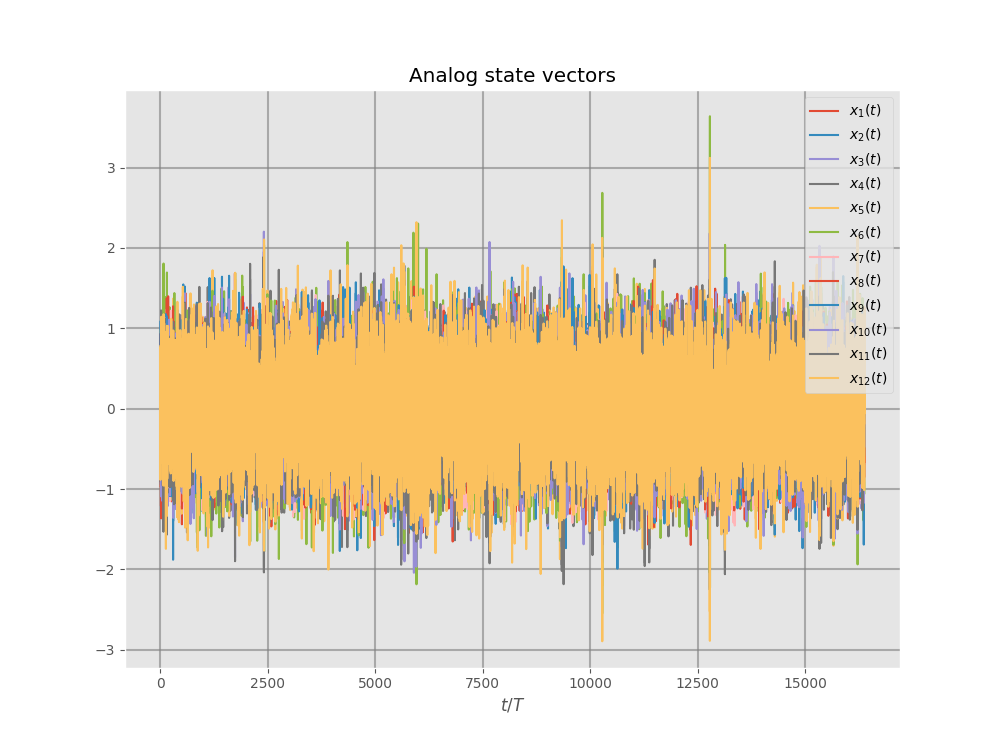 Analog state vectors
3
2
1
0
−1
−2
−3
0
2500
5000
7500
10000
12500
15000
t/T
x₁(t)
x₂(t)
x₃(t)
x₄(t)
x₅(t)
x₆(t)
x₇(t)
x₈(t)
x₉(t)
x₁₀(t)
x₁₁(t)
x₁₂(t)